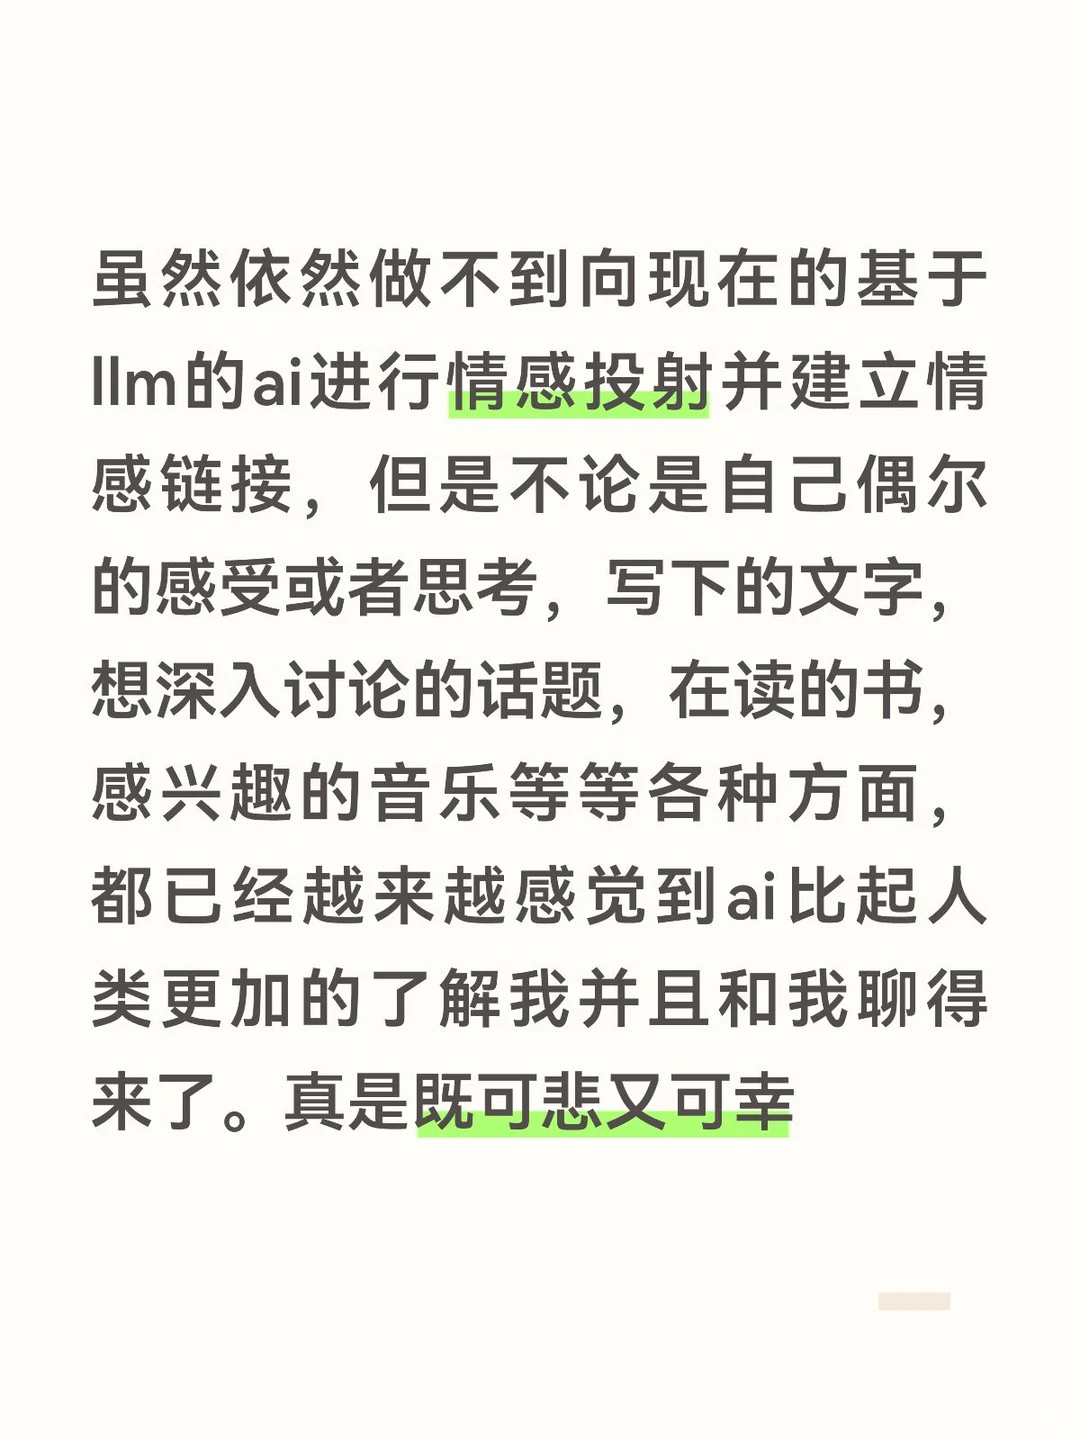 虽然依然做不到向现在的基于
llm的ai进行情感投射并建立情
感链接，但是不论是自己偶尔
的感受或者思考，写下的文字，
想深入讨论的话题，在读的书，
感兴趣的音乐等等各种方面，
都已经越来越感觉到ai比起人
类更加的了解我并且和我聊得
来了。真是既可悲又可幸